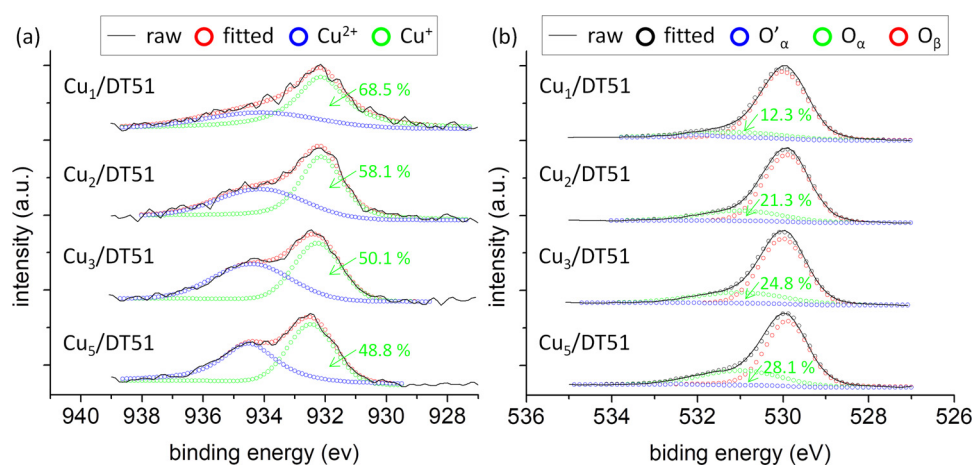 (a) raw fitted Cu²⁺ Cu⁺
Cu₁/DT51
68.5 %
Cu₂/DT51
58.1 %
Cu₃/DT51
50.1 %
Cu₅/DT51
48.8 %
intensity (a.u.)
940 938 936 934 932 930 928
binding energy (ev)
(b) raw fitted O'α Oα Oβ
Cu₁/DT51
12.3 %
Cu₂/DT51
21.3 %
Cu₃/DT51
24.8 %
Cu₅/DT51
28.1 %
intensity (a.u.)
536 534 532 530 528 526
biding energy (eV)